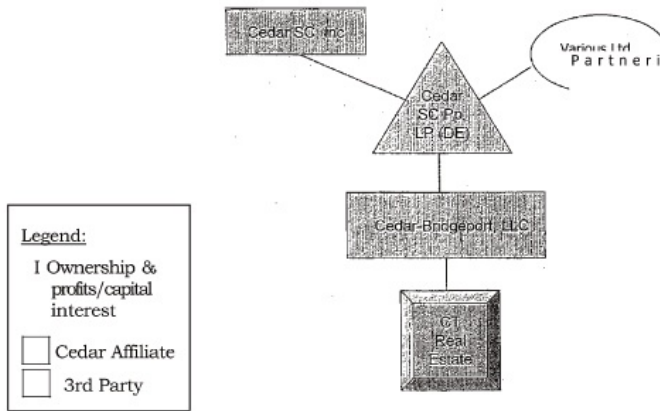 Cedar SC Inc
Various Ltd
Partneri
Cedar
SC Pp
LP (DE)
Cedar-Bridgeport, LLC
CT
Real
Estate
Legend:
I Ownership &
profits/capital
interest
Cedar Affiliate
3rd Party